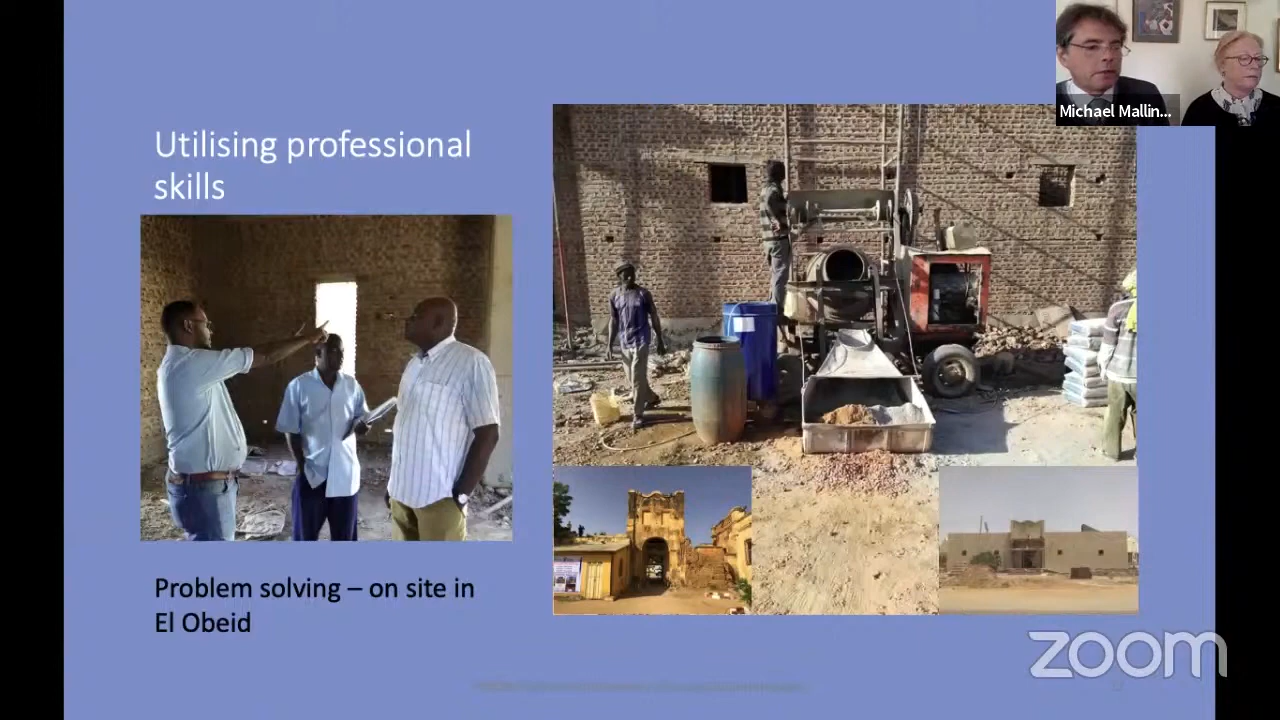 Utilising professional
skills
Problem solving – on site in
El Obeid
Michael Mallin...
zoom